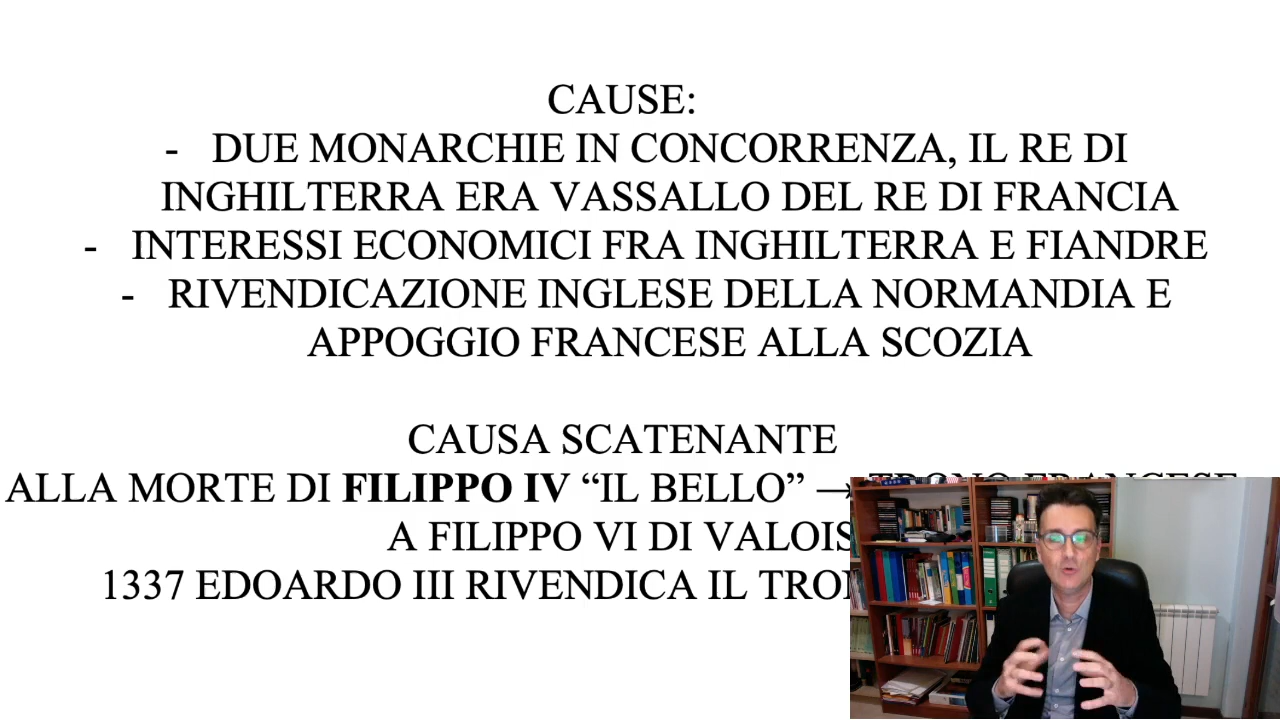 CAUSE:
- DUE MONARCHIE IN CONCORRENZA, IL RE DI
INGHILTERRA ERA VASSALLO DEL RE DI FRANCIA
- INTERESSI ECONOMICI FRA INGHILTERRA E FIANDRE
- RIVENDICAZIONE INGLESE DELLA NORMANDIA E
APPOGGIO FRANCESE ALLA SCOZIA
CAUSA SCATENANTE
ALLA MORTE DI FILIPPO IV “IL BELLO” → TRONO FRANCESE
A FILIPPO VI DI VALOIS
1337 EDOARDO III RIVENDICA IL